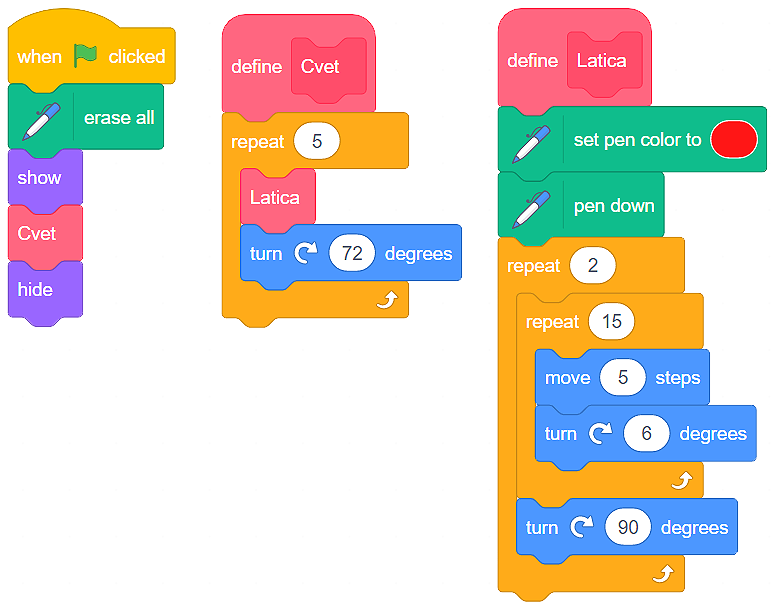 when clicked
erase all
show
Cvet
hide
define Cvet
repeat 5
Latica
turn 72 degrees
define Latica
set pen color to
pen down
repeat 2
repeat 15
move 5 steps
turn 6 degrees
turn 90 degrees